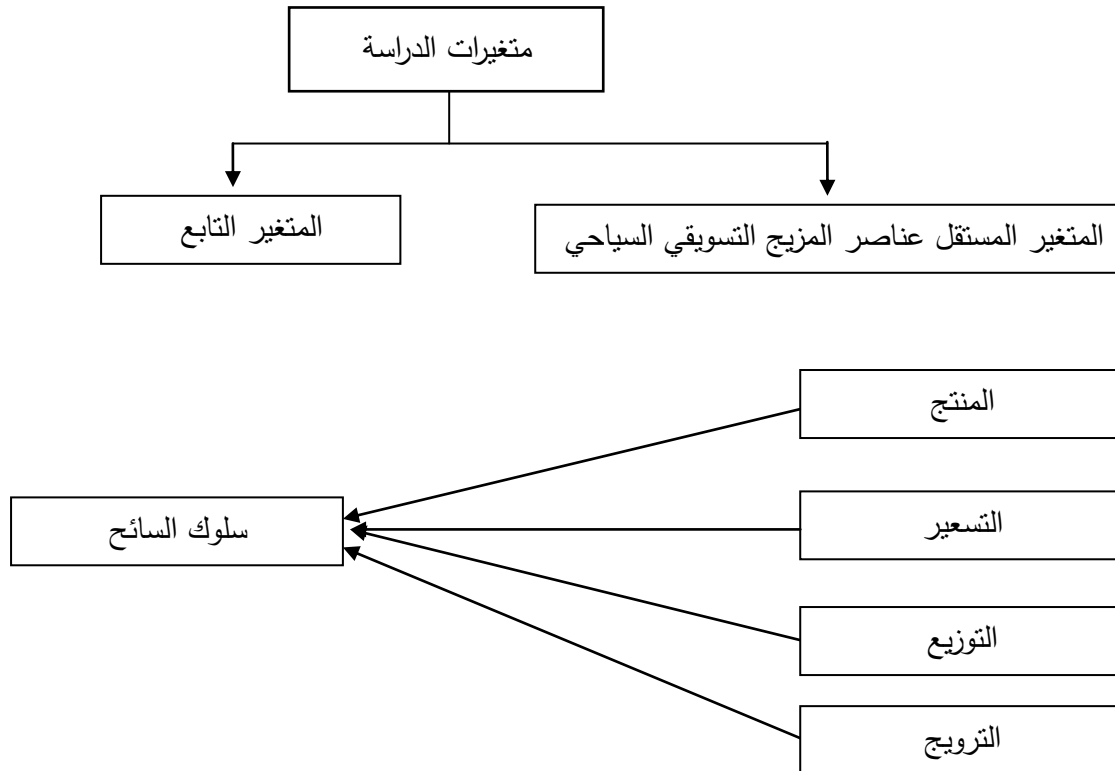 متغيرات الدراسة
المتغير المستقل عناصر المزيج التسويقي السياحي
المتغير التابع
المنتج
التسعير
سلوك السائح
التوزيع
الترويج